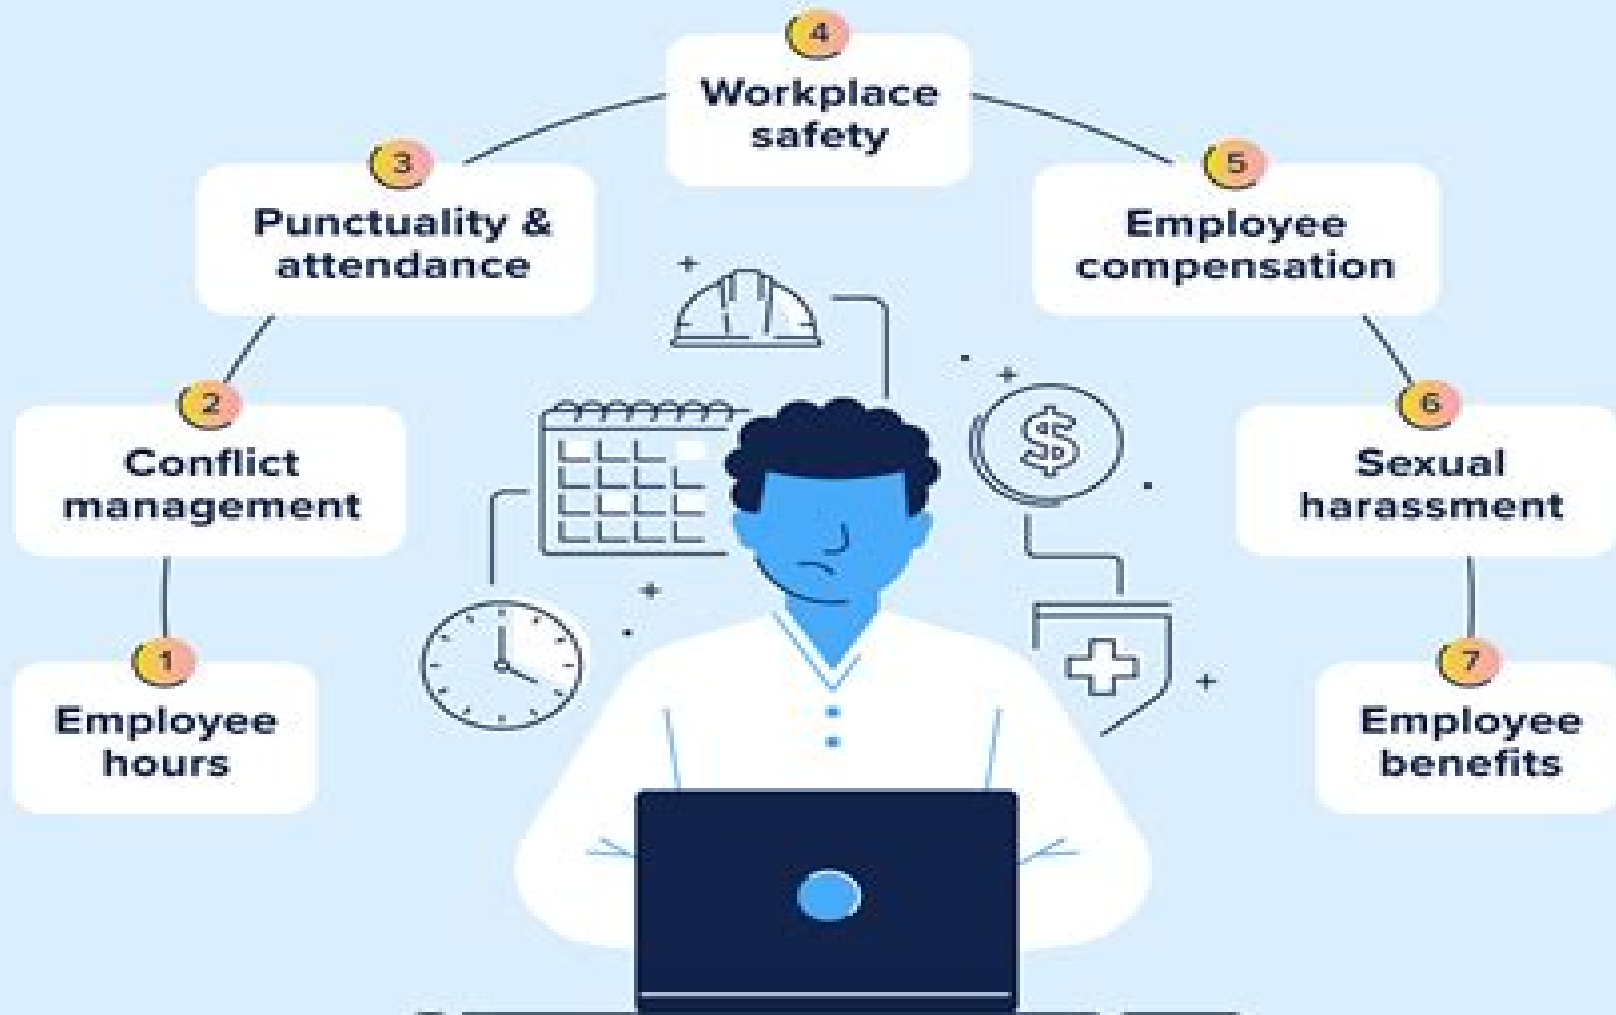 1
Employee
hours
2
Conflict
management
3
Punctuality &
attendance
4
Workplace
safety
5
Employee
compensation
6
Sexual
harassment
7
Employee
benefits
$